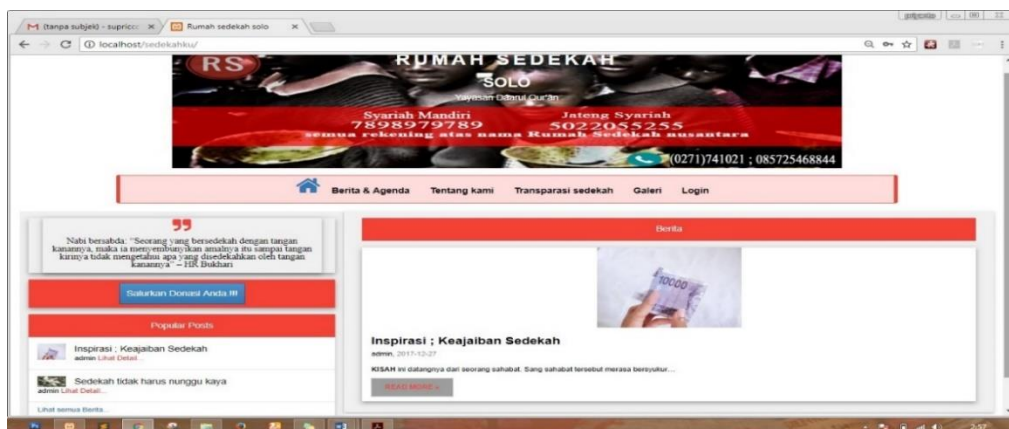 (tanpa subjek) - supricc
Rumah sedekah solo
localhost/sedekahku/
RS
RUMAH SEDEKAH
SOLO
Yayasan Daarul Qur'an
Syariah Mandiri
7898979789
Jateng Syariah
5022055255
semua rekening atas nama Rumah Sedekah nusantara
(0271)741021 ; 085725468844
Berita & Agenda Tentang kami Transparasi sedekah Galeri Login
Nabi bersabda: "Seorang yang bersedekah dengan tangan
kanannya, maka ia menyembunyikan amalnya itu sampai tangan
kirinya tidak mengetahui apa yang disedekahkan oleh tangan
kanannya" – HR Bukhari
Salurkan Donasi Anda !!!
Popular Posts
Inspirasi ; Keajaiban Sedekah
admin Lihat Detail...
Sedekah tidak harus nunggu kaya
admin Lihat Detail...
Lihat semua Berita...
Berita
10000
Inspirasi ; Keajaiban Sedekah
admin, 2017-12-27
KISAH ini datangnya dari seorang sahabat. Sang sahabat tersebut merasa bersyukur...
READ MORE »
2:57